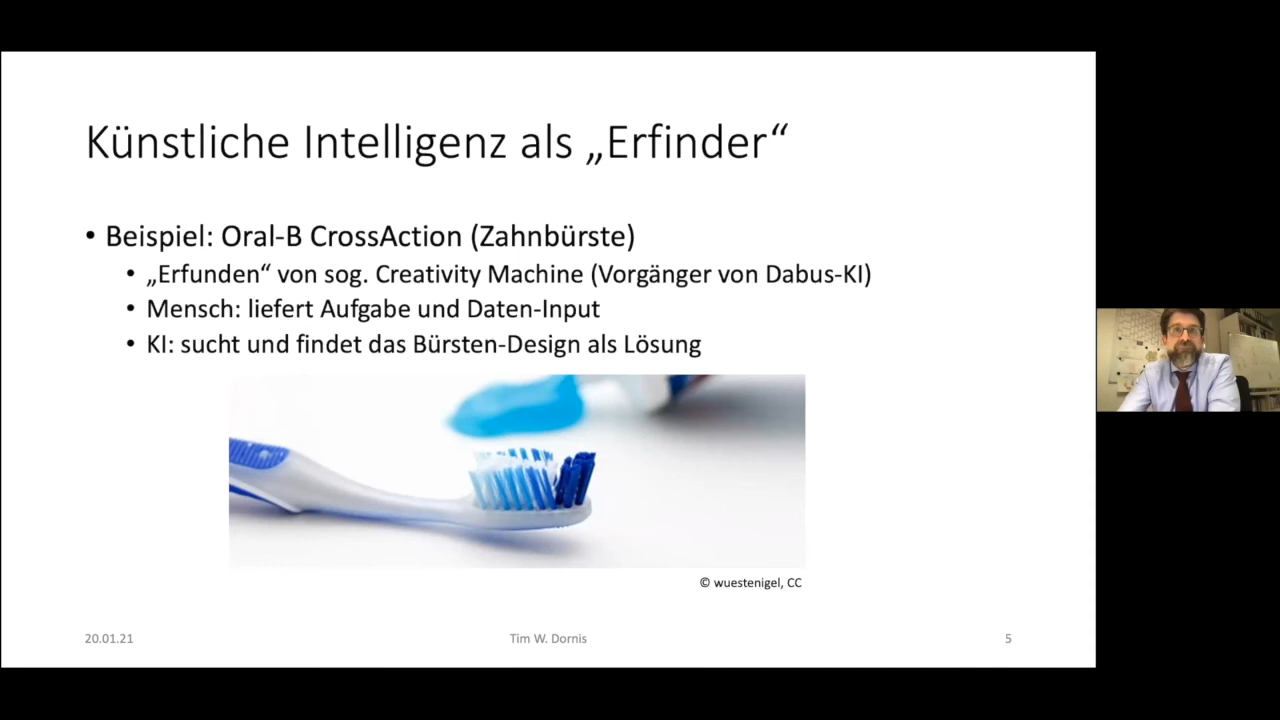 Künstliche Intelligenz als „Erfinder“
• Beispiel: Oral-B CrossAction (Zahnbürste)
• „Erfunden“ von sog. Creativity Machine (Vorgänger von Dabus-KI)
• Mensch: liefert Aufgabe und Daten-Input
• KI: sucht und findet das Bürsten-Design als Lösung
© wuestenigel, CC
20.01.21
Tim W. Dornis
5